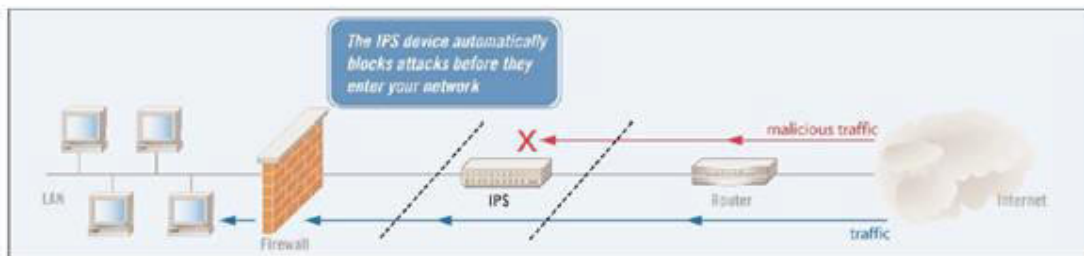 The IPS device automatically
blocks attacks before they
enter your network
malicious traffic
LAN
IPS
Router
Internet
Firewall
traffic